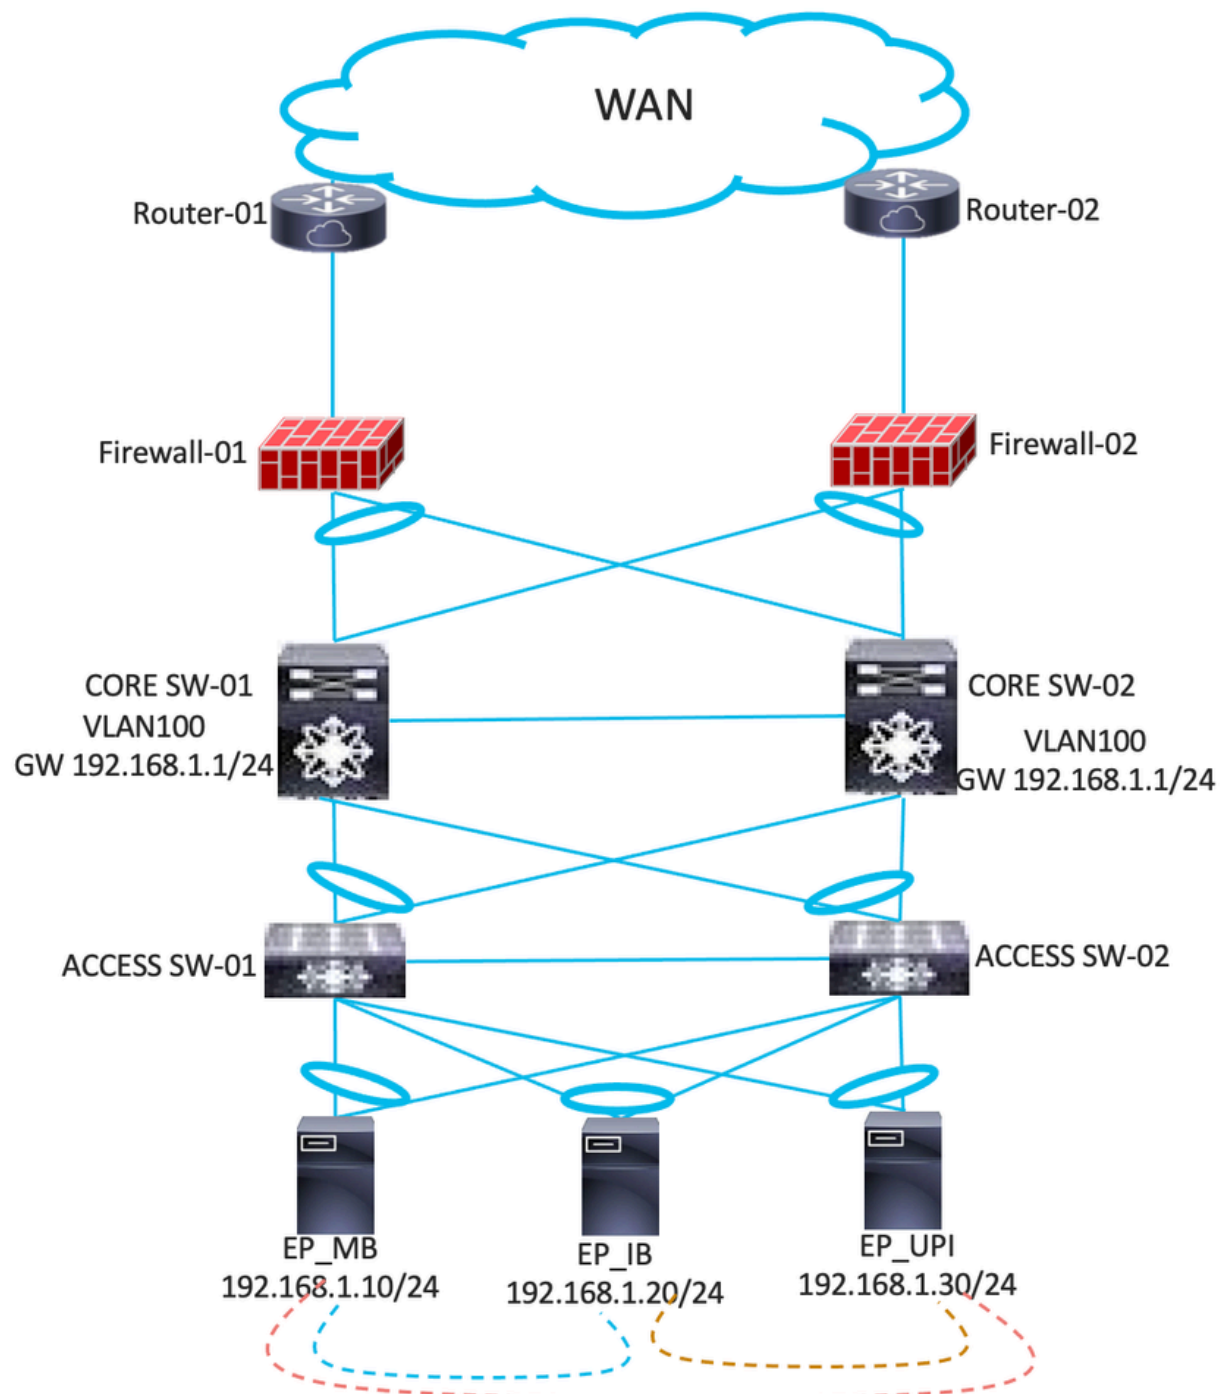 WAN
Router-01
Router-02
Firewall-01
Firewall-02
CORE SW-01
VLAN100
GW 192.168.1.1/24
CORE SW-02
VLAN100
GW 192.168.1.1/24
ACCESS SW-01
ACCESS SW-02
EP_MB
192.168.1.10/24
EP_IB
192.168.1.20/24
EP_UPI
192.168.1.30/24